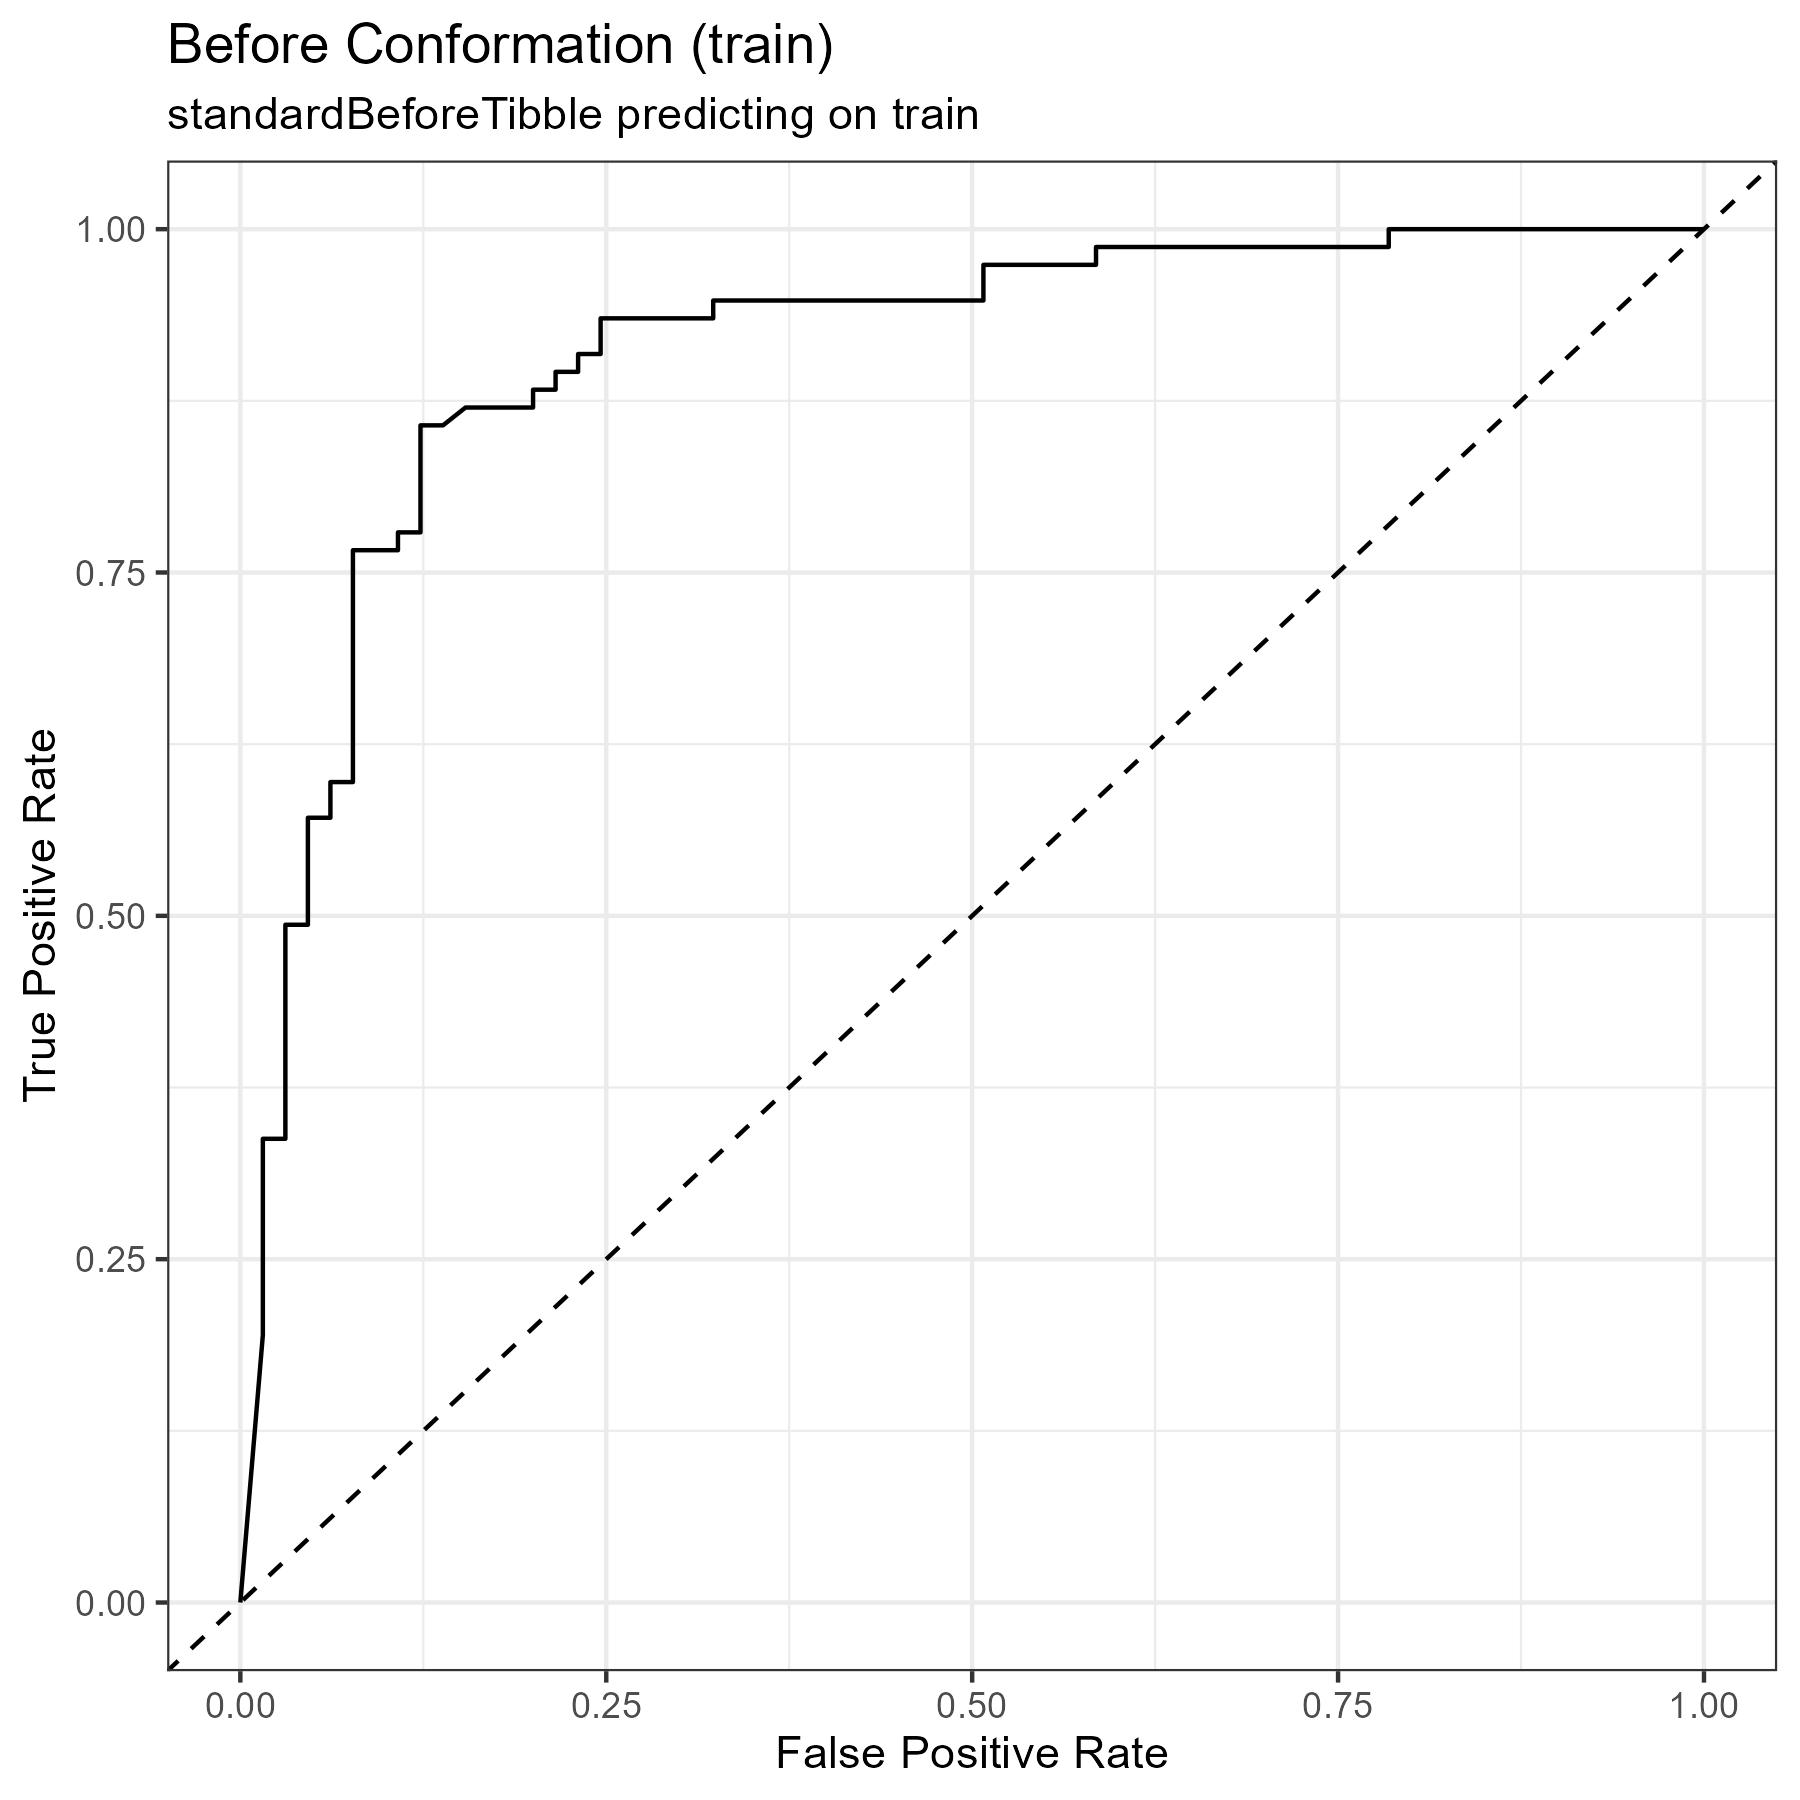 Before Conformation (train)
standardBeforeTibble predicting on train
1.00
0.75
0.50
0.25
0.00
True Positive Rate
0.00 0.25 0.50 0.75 1.00
False Positive Rate